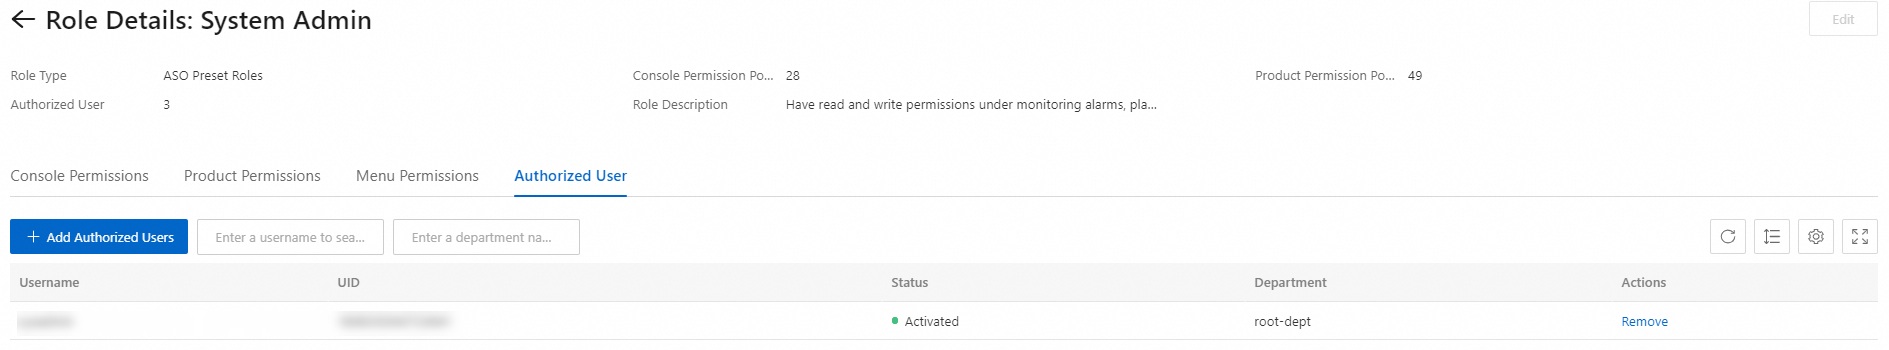 Role Details: System Admin
Edit
Role Type ASO Preset Roles Console Permission Po... 28 Product Permission Po... 49
Authorized User 3 Role Description Have read and write permissions under monitoring alarms, pla...
Console Permissions Product Permissions Menu Permissions Authorized User
+ Add Authorized Users Enter a username to sea... Enter a department na...
Username UID Status Department Actions
Activated root-dept Remove